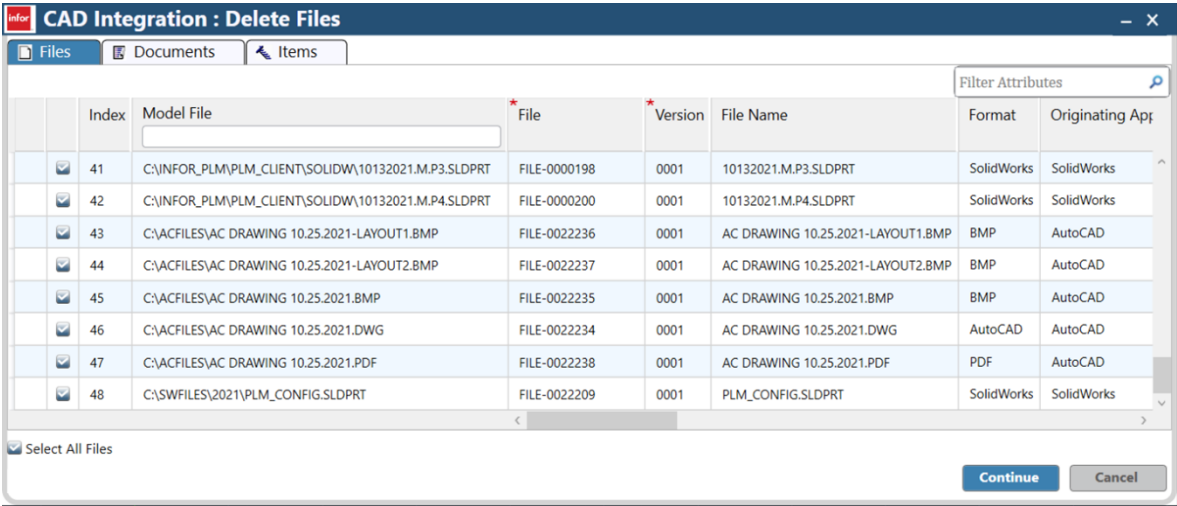 infor CAD Integration : Delete Files
Files Documents Items
Filter Attributes
Index Model File *File *Version File Name Format Originating App
41 C:\INFOR_PLM\PLM_CLIENT\SOLIDW\10132021.M.P3.SLDPRT FILE-0000198 0001 10132021.M.P3.SLDPRT SolidWorks SolidWorks
42 C:\INFOR_PLM\PLM_CLIENT\SOLIDW\10132021.M.P4.SLDPRT FILE-0000200 0001 10132021.M.P4.SLDPRT SolidWorks SolidWorks
43 C:\ACFILES\AC DRAWING 10.25.2021-LAYOUT1.BMP FILE-0022236 0001 AC DRAWING 10.25.2021-LAYOUT1.BMP BMP AutoCAD
44 C:\ACFILES\AC DRAWING 10.25.2021-LAYOUT2.BMP FILE-0022237 0001 AC DRAWING 10.25.2021-LAYOUT2.BMP BMP AutoCAD
45 C:\ACFILES\AC DRAWING 10.25.2021.BMP FILE-0022235 0001 AC DRAWING 10.25.2021.BMP BMP AutoCAD
46 C:\ACFILES\AC DRAWING 10.25.2021.DWG FILE-0022234 0001 AC DRAWING 10.25.2021.DWG AutoCAD AutoCAD
47 C:\ACFILES\AC DRAWING 10.25.2021.PDF FILE-0022238 0001 AC DRAWING 10.25.2021.PDF PDF AutoCAD
48 C:\SWFILES\2021\PLM_CONFIG.SLDPRT FILE-0022209 0001 PLM_CONFIG.SLDPRT SolidWorks SolidWorks
Select All Files
Continue Cancel